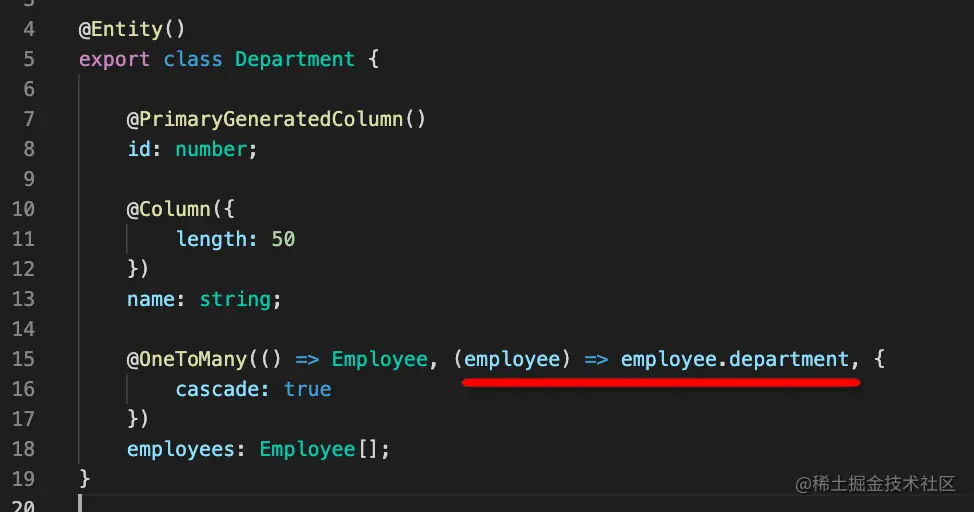 4 @Entity()
5 export class Department {
6
7 @PrimaryGeneratedColumn()
8 id: number;
9
10 @Column({
11 length: 50
12 })
13 name: string;
14
15 @OneToMany(() => Employee, (employee) => employee.department, {
16 cascade: true
17 })
18 employees: Employee[];
19 }
20
@稀土掘金技术社区